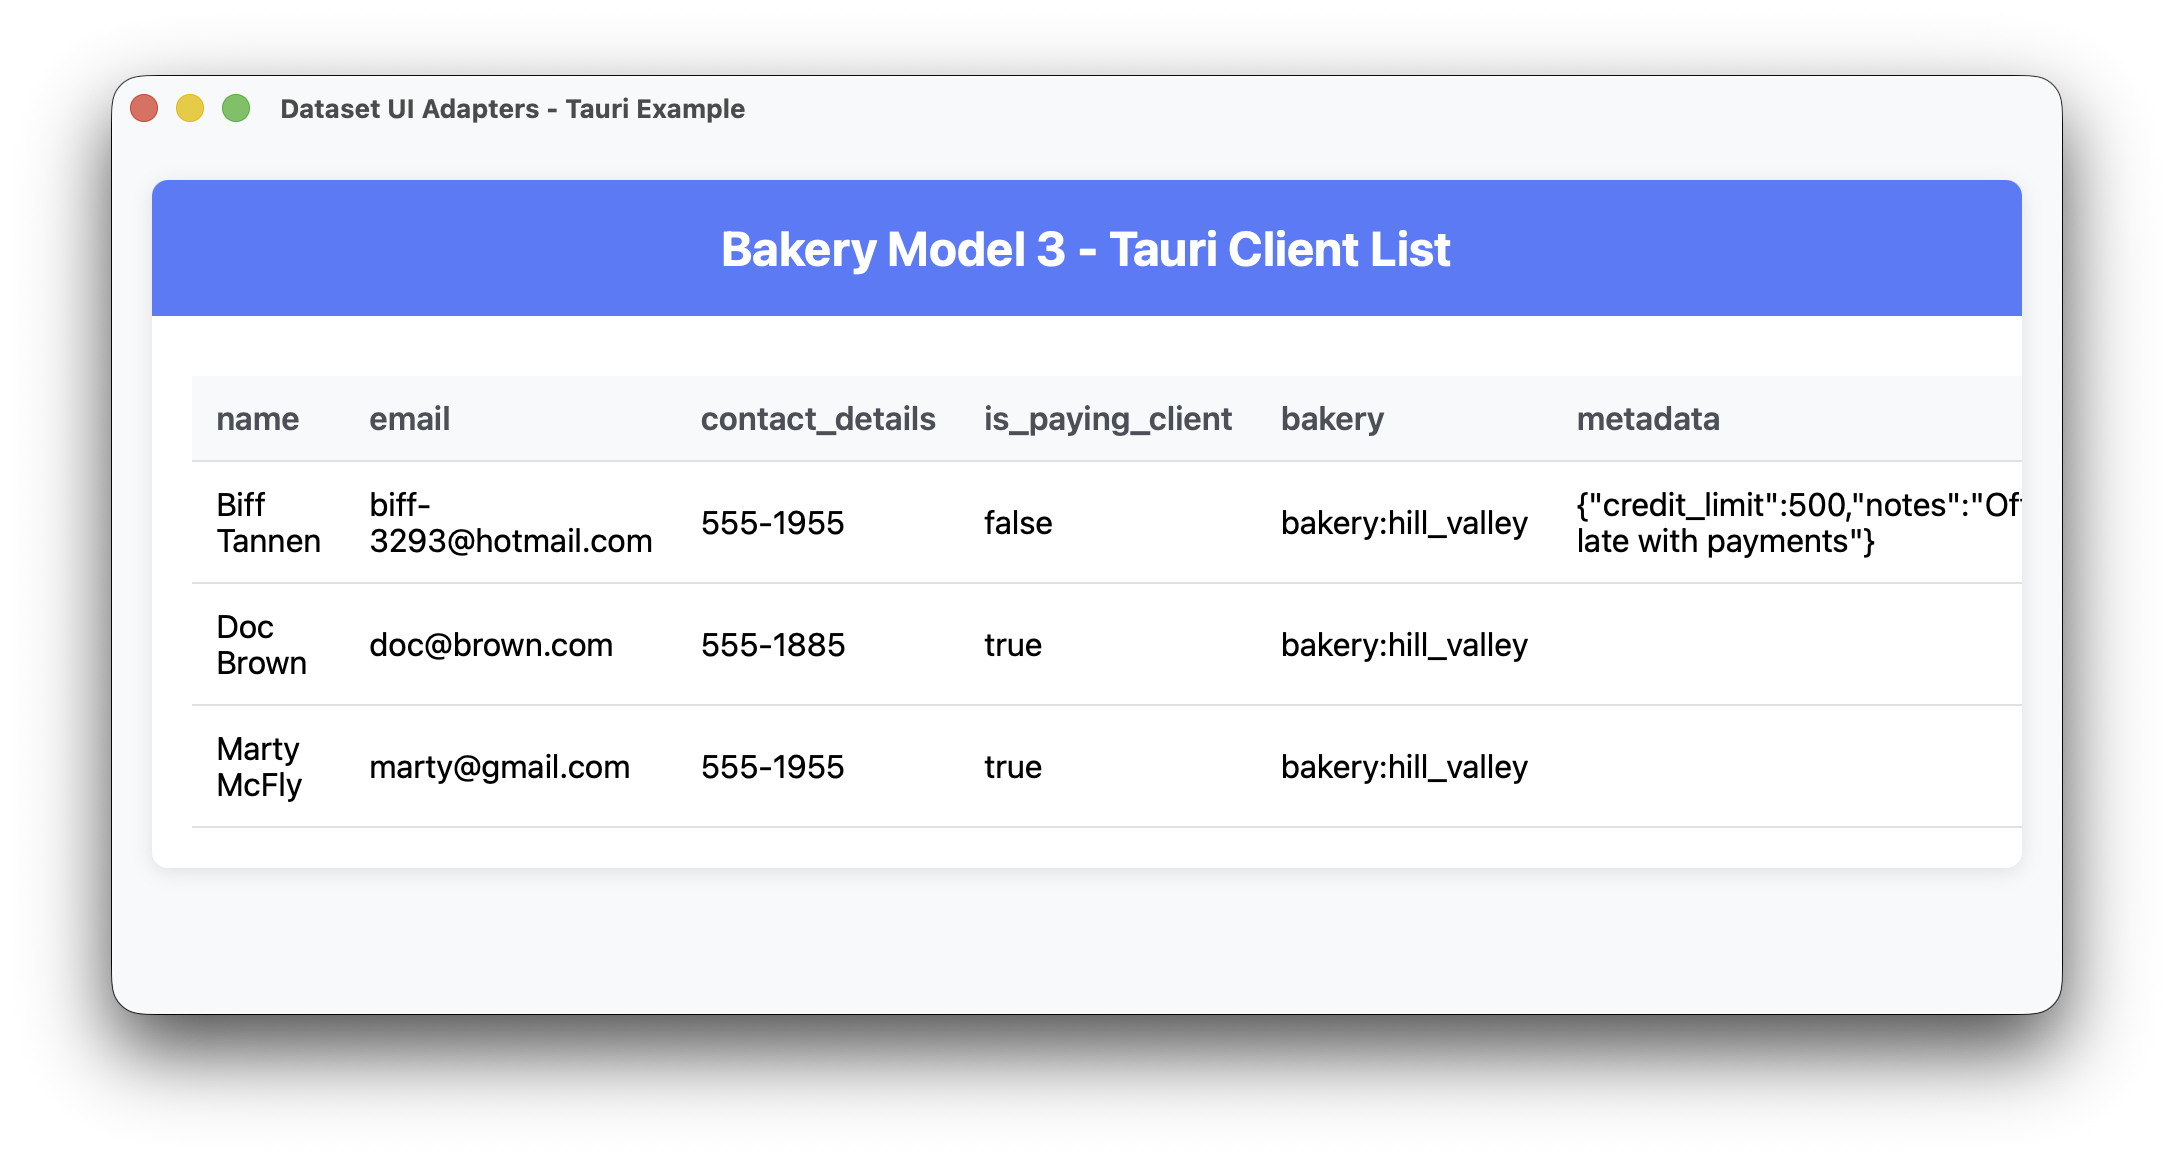 Dataset UI Adapters - Tauri Example
Bakery Model 3 - Tauri Client List
name email contact_details is_paying_client bakery metadata
Biff
Tannen
biff-
3293@hotmail.com
555-1955
false
bakery:hill_valley
{"credit_limit":500,"notes":"Of
late with payments"}
Doc
Brown
doc@brown.com
555-1885
true
bakery:hill_valley
Marty
McFly
marty@gmail.com
555-1955
true
bakery:hill_valley